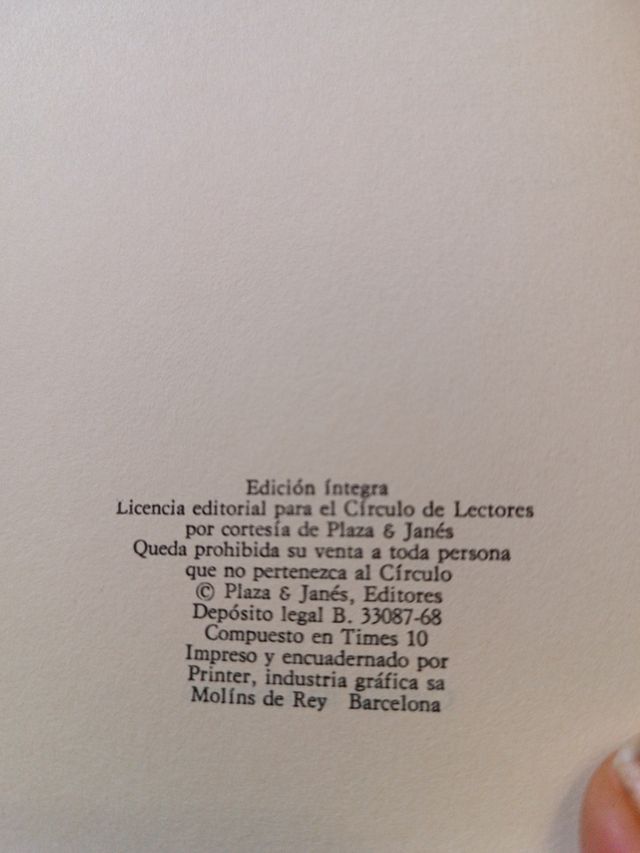 Edición íntegra
Licencia editorial para el Círculo de Lectores
por cortesía de Plaza & Janés
Queda prohibida su venta a toda persona
que no pertenezca al Círculo
© Plaza & Janés, Editores
Depósito legal B. 33087-68
Compuesto en Times 10
Impreso y encuadernado por
Printer, industria gráfica sa
Molíns de Rey Barcelona